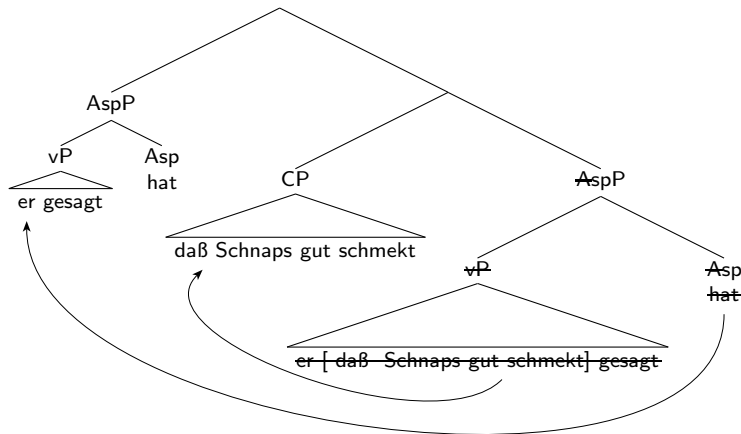 AspP
vP Asp
hat
er gesagt
CP
daß Schnaps gut schmekt
AspP
vP Asp
hat
er [ daß Schnaps gut schmekt] gesagt